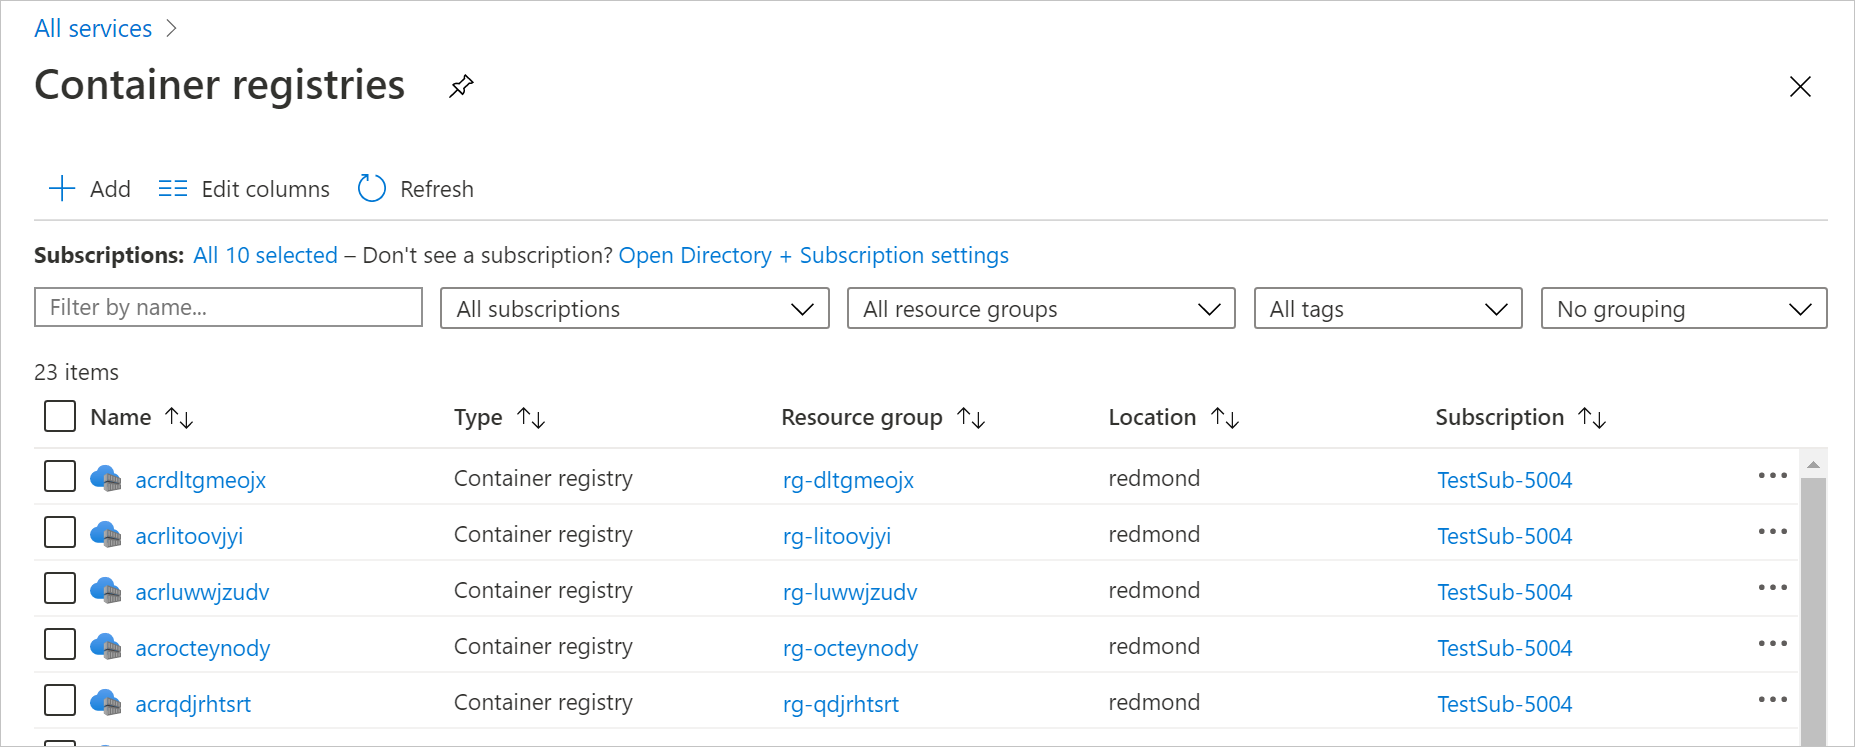 All services
Container registries
Add Edit columns Refresh
Subscriptions: All 10 selected – Don't see a subscription? Open Directory + Subscription settings
Filter by name... All subscriptions All resource groups All tags No grouping
23 items
Name Type Resource group Location Subscription
acrdltgmeojx Container registry rg-dltgmeojx redmond TestSub-5004
acrlitoovjyi Container registry rg-litoovjyi redmond TestSub-5004
acrluwwjzudv Container registry rg-luwwjzudv redmond TestSub-5004
acrocteynody Container registry rg-octeynody redmond TestSub-5004
acrqdjrhtsrt Container registry rg-qdjrhtsrt redmond TestSub-5004